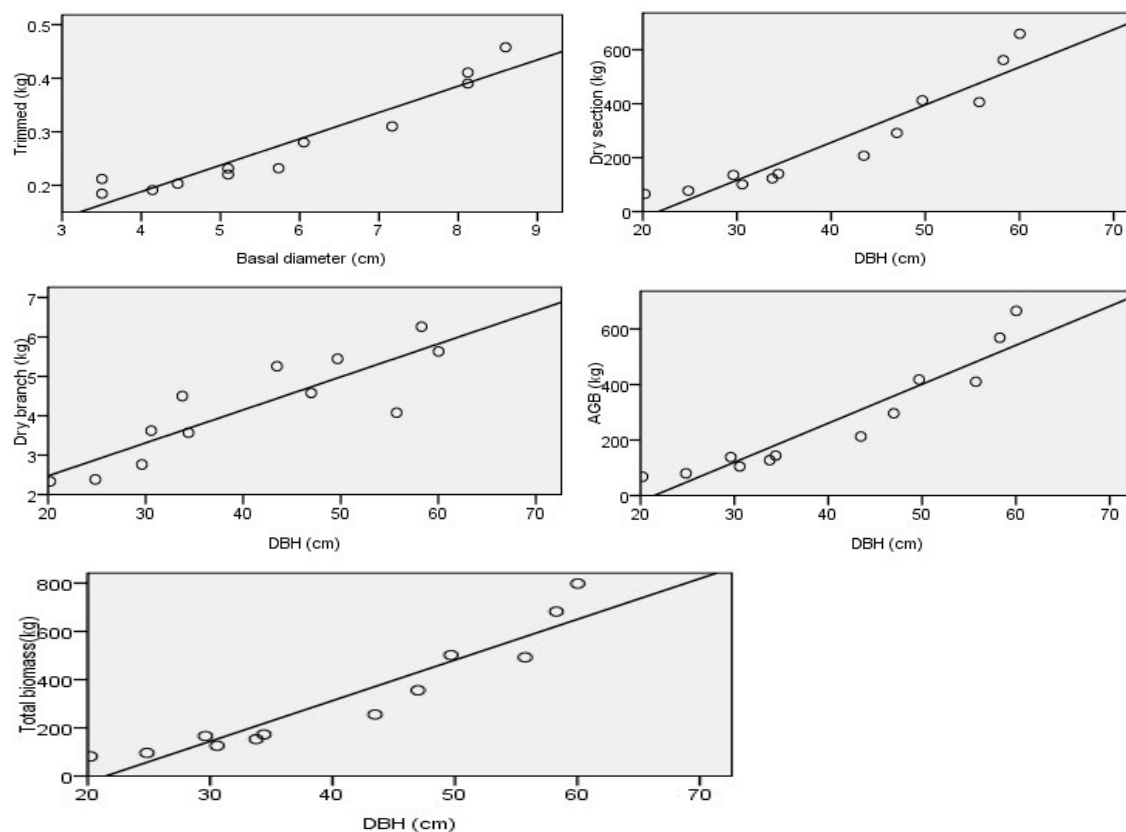 0.5
0.4
0.3
0.2
Trimmed (kg)
3 4 5 6 7 8 9
Basal diameter (cm)
600
400
200
0
Dry section (kg)
20 30 40 50 60 70
DBH (cm)
7
6
5
4
3
2
Dry branch (kg)
20 30 40 50 60 70
DBH (cm)
600
400
200
0
AGB (kg)
20 30 40 50 60 70
DBH (cm)
800
600
400
200
0
Total biomass(kg)
20 30 40 50 60 70
DBH (cm)